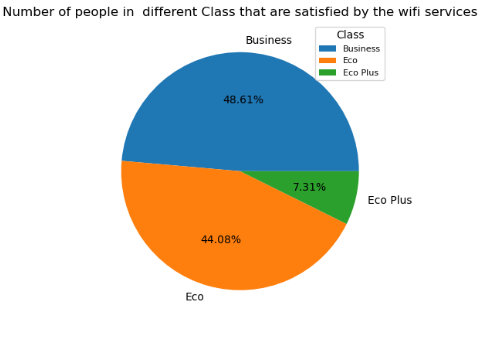 Number of people in  different Class that are satisfied by the wifi services
Business
Class
Business
Eco
Eco Plus
48.61%
7.31%
Eco Plus
44.08%
Eco